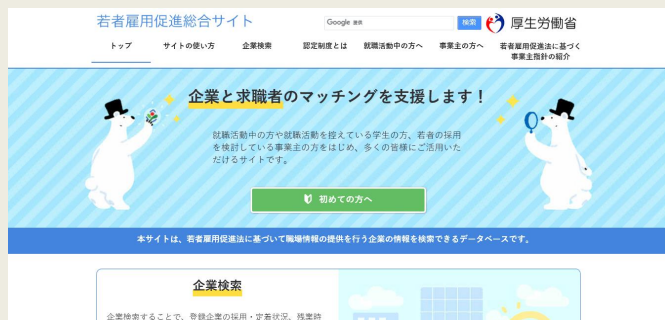 若者雇用促進総合サイト
Google 提供
検索
厚生労働省
トップ
サイトの使い方
企業検索
認定制度とは
就職活動中の方へ
事業主の方へ
若者雇用促進法に基づく
事業主指針の紹介
企業と求職者のマッチングを支援します！
就職活動中の方や就職活動を控えている学生の方、若者の採用
を検討している事業主の方をはじめ、多くの皆様にご活用いた
だけるサイトです。
初めての方へ
本サイトは、若者雇用促進法に基づいて職場情報の提供を行う企業の情報を検索できるデータベースです。
企業検索
企業検索することで、登録企業の採用・定着状況、残業時